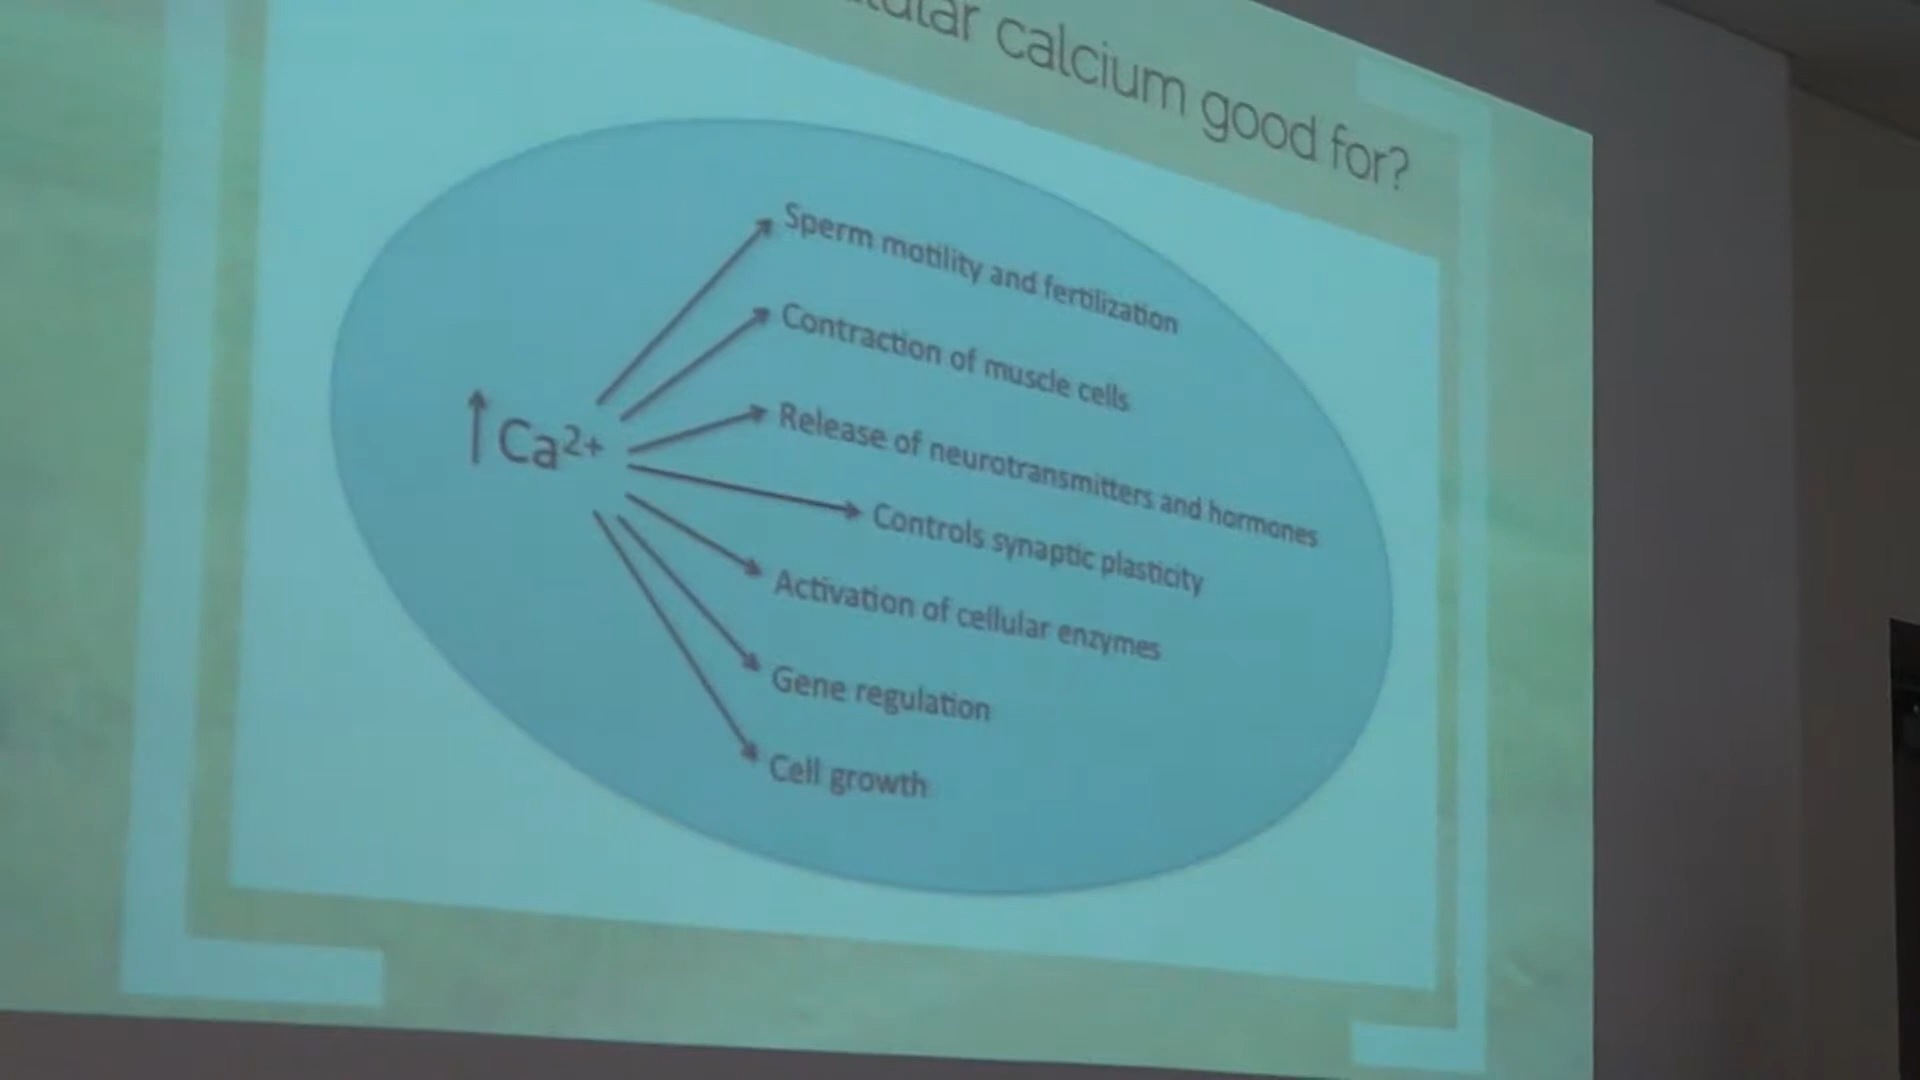 calcium good for?
Sperm motility and fertilization
Contraction of muscle cells
Release of neurotransmitters and hormones
↑Ca2+
Controls synaptic plasticity
Activation of cellular enzymes
Gene regulation
Cell growth